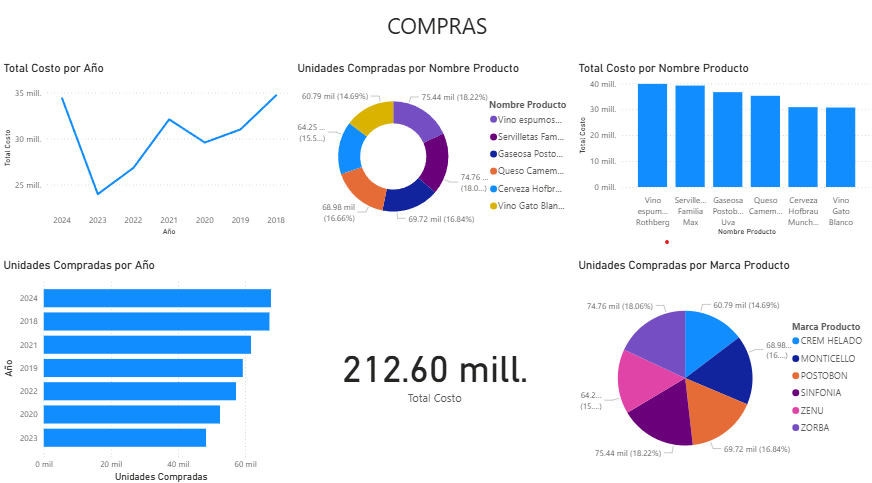 COMPRAS
Total Costo por Año
35 mill.
30 mill.
25 mill.
Total Costo
2024
2023
2022
2021
2020
2019
2018
Año
Unidades Compradas por Nombre Producto
60.79 mil (14.69%)
75.44 mil (18.22%)
64.25 ...
(15.5...)
74.76 ...
(18.0...)
68.98 mil
(16.66%)
69.72 mil (16.84%)
Nombre Producto
Vino espumos...
Servilletas Fam...
Gaseosa Posto...
Queso Camem...
Cerveza Hofbr...
Vino Gato Blan...
Total Costo por Nombre Producto
40 mill.
30 mill.
20 mill.
10 mill.
0 mill.
Total Costo
Vino
espum...
Rothberg
Serville...
Familia
Max
Gaseosa
Postob...
Uva
Queso
Camem...
Cerveza
Hofbrau
Munch...
Vino
Gato
Blanco
Nombre Producto
Unidades Compradas por Año
Año
2024
2018
2021
2019
2022
2020
2023
0 mil
20 mil
40 mil
60 mil
Unidades Compradas
212.60 mill.
Total Costo
Unidades Compradas por Marca Producto
74.76 mil (18.06%)
60.79 mil (14.69%)
68.98...
(16....)
64.2...
(15....)
75.44 mil (18.22%)
69.72 mil (16.84%)
Marca Producto
CREM HELADO
MONTICELLO
POSTOBON
SINFONIA
ZENU
ZORBA